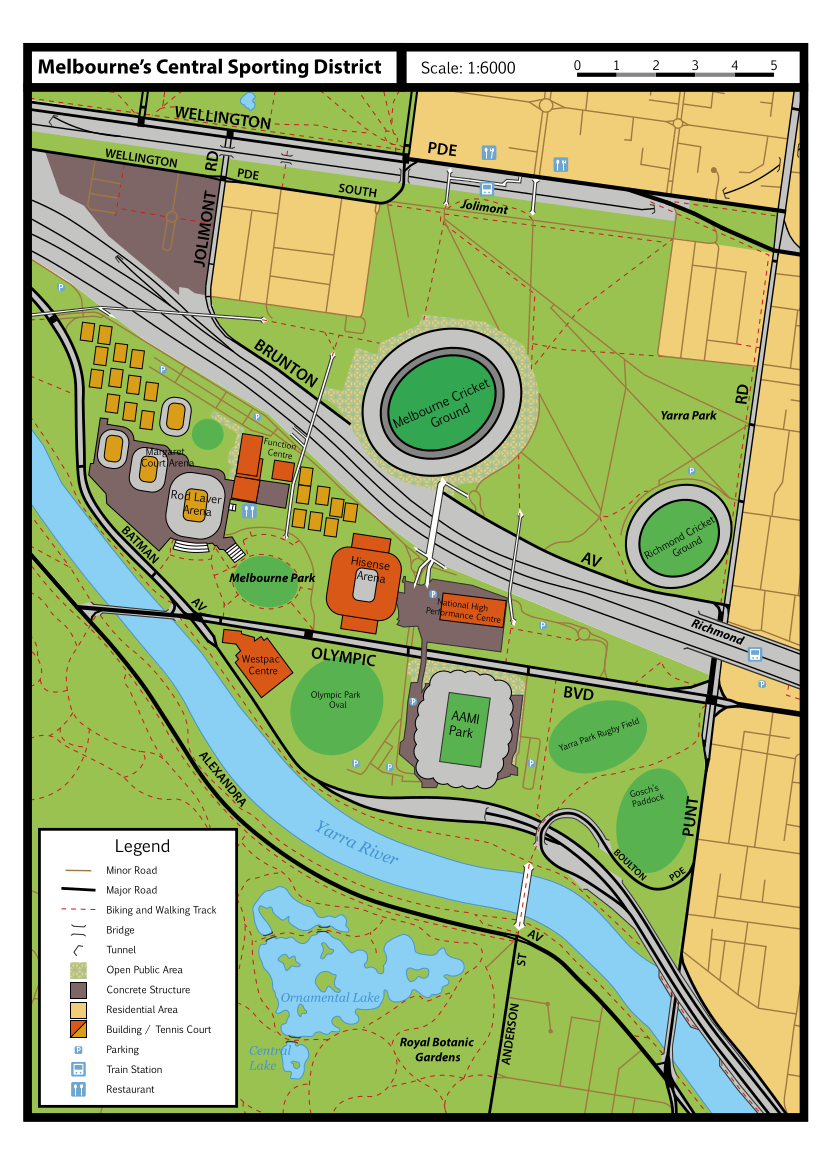 Melbourne's Central Sporting District
Scale: 1:6000
0 1 2 3 4 5
WELLINGTON
PDE
WELLINGTON
PDE
SOUTH
RD
JOLIMONT
Jolimont
BRUNTON
Melbourne Cricket
Ground
Yarra Park
RD
Function
Centre
Margaret
Court Arena
Rod Laver
Arena
Richmond Cricket
Ground
BATMAN
AV
AV
Melbourne Park
Hisense
Arena
National High
Performance Centre
Richmond
OLYMPIC
BVD
Westpac
Centre
Olympic Park
Oval
AAMI
Park
Yarra Park Rugby Field
Gosch's
Paddock
PUNT
ALEXANDRA
Yarra River
BOULTON
PDE
AV
ST
ANDERSON
Ornamental Lake
Central
Lake
Royal Botanic
Gardens
Legend
Minor Road
Major Road
Biking and Walking Track
Bridge
Tunnel
Open Public Area
Concrete Structure
Residential Area
Building / Tennis Court
P Parking
Train Station
Restaurant
P
P
P
P
P
P
P
P
P
P
P